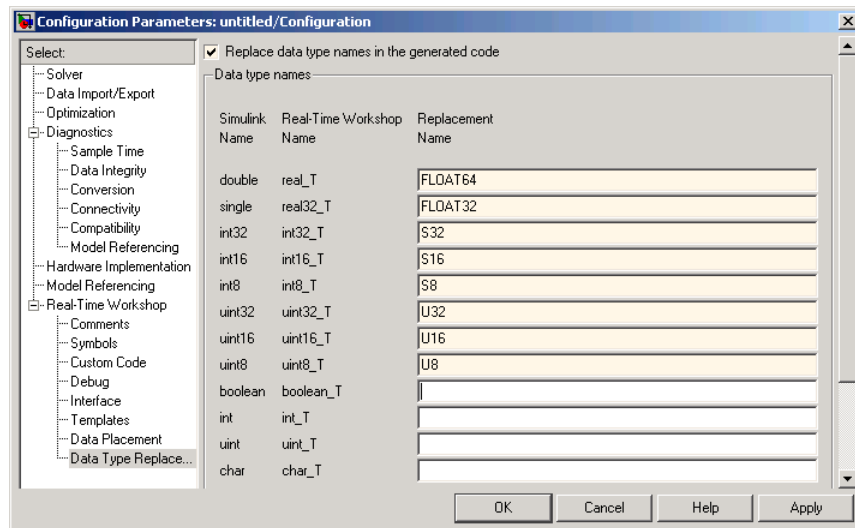 Configuration Parameters: untitled/Configuration
Select:
Solver
Data Import/Export
Optimization
Diagnostics
Sample Time
Data Integrity
Conversion
Connectivity
Compatibility
Model Referencing
Hardware Implementation
Model Referencing
Real-Time Workshop
Comments
Symbols
Custom Code
Debug
Interface
Templates
Data Placement
Data Type Replace...
Replace data type names in the generated code
Data type names
Simulink Name Real-Time Workshop Name Replacement Name
double real_T FLOAT64
single real32_T FLOAT32
int32 int32_T S32
int16 int16_T S16
int8 int8_T S8
uint32 uint32_T U32
uint16 uint16_T U16
uint8 uint8_T U8
boolean boolean_T
int int_T
uint uint_T
char char_T
OK Cancel Help Apply